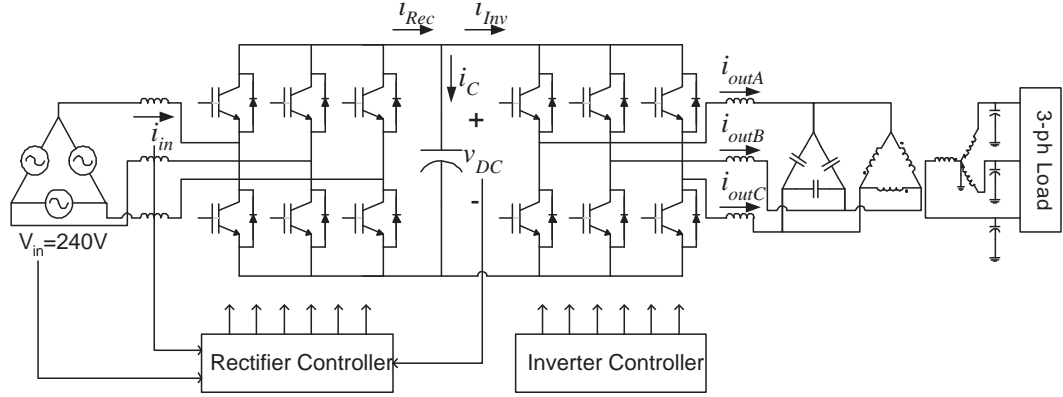 i_Rec
i_Inv
i_C
+
v_DC
-
i_in
V_in=240V
i_outA
i_outB
i_outC
3-ph Load
Rectifier Controller
Inverter Controller